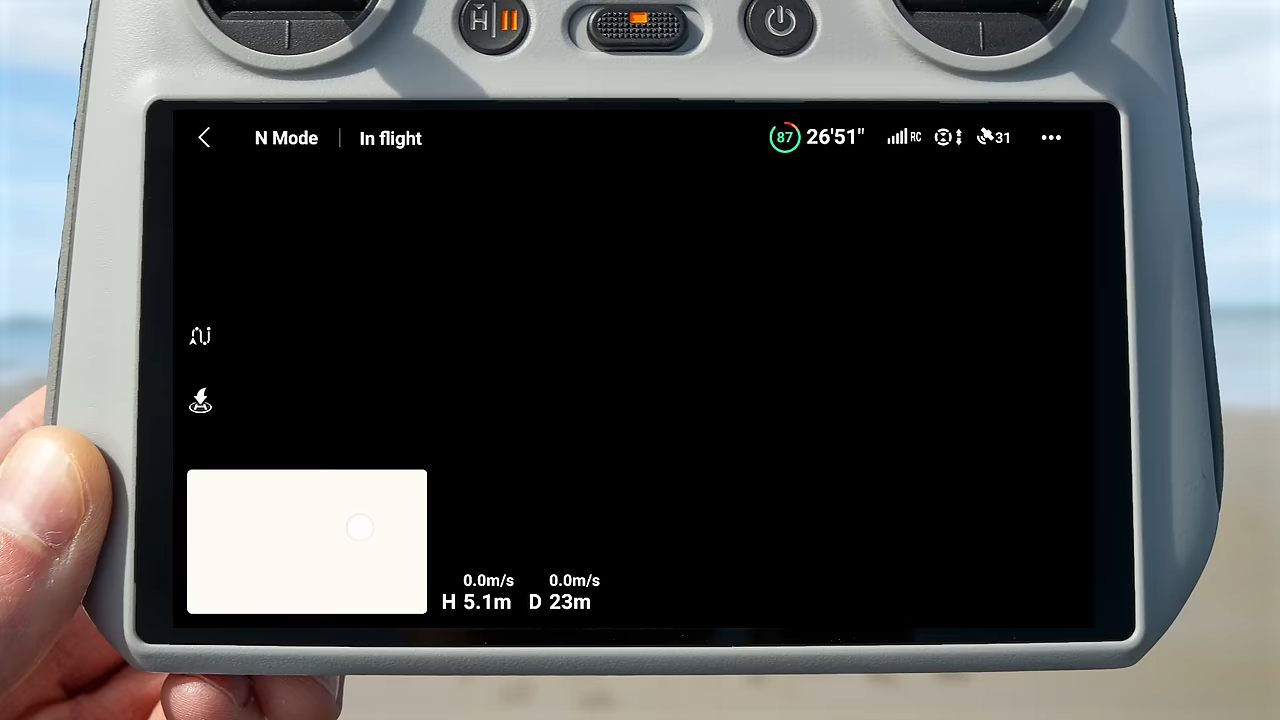 H
N Mode | In flight
87 26'51" RC 31
0.0m/s 0.0m/s
H 5.1m D 23m